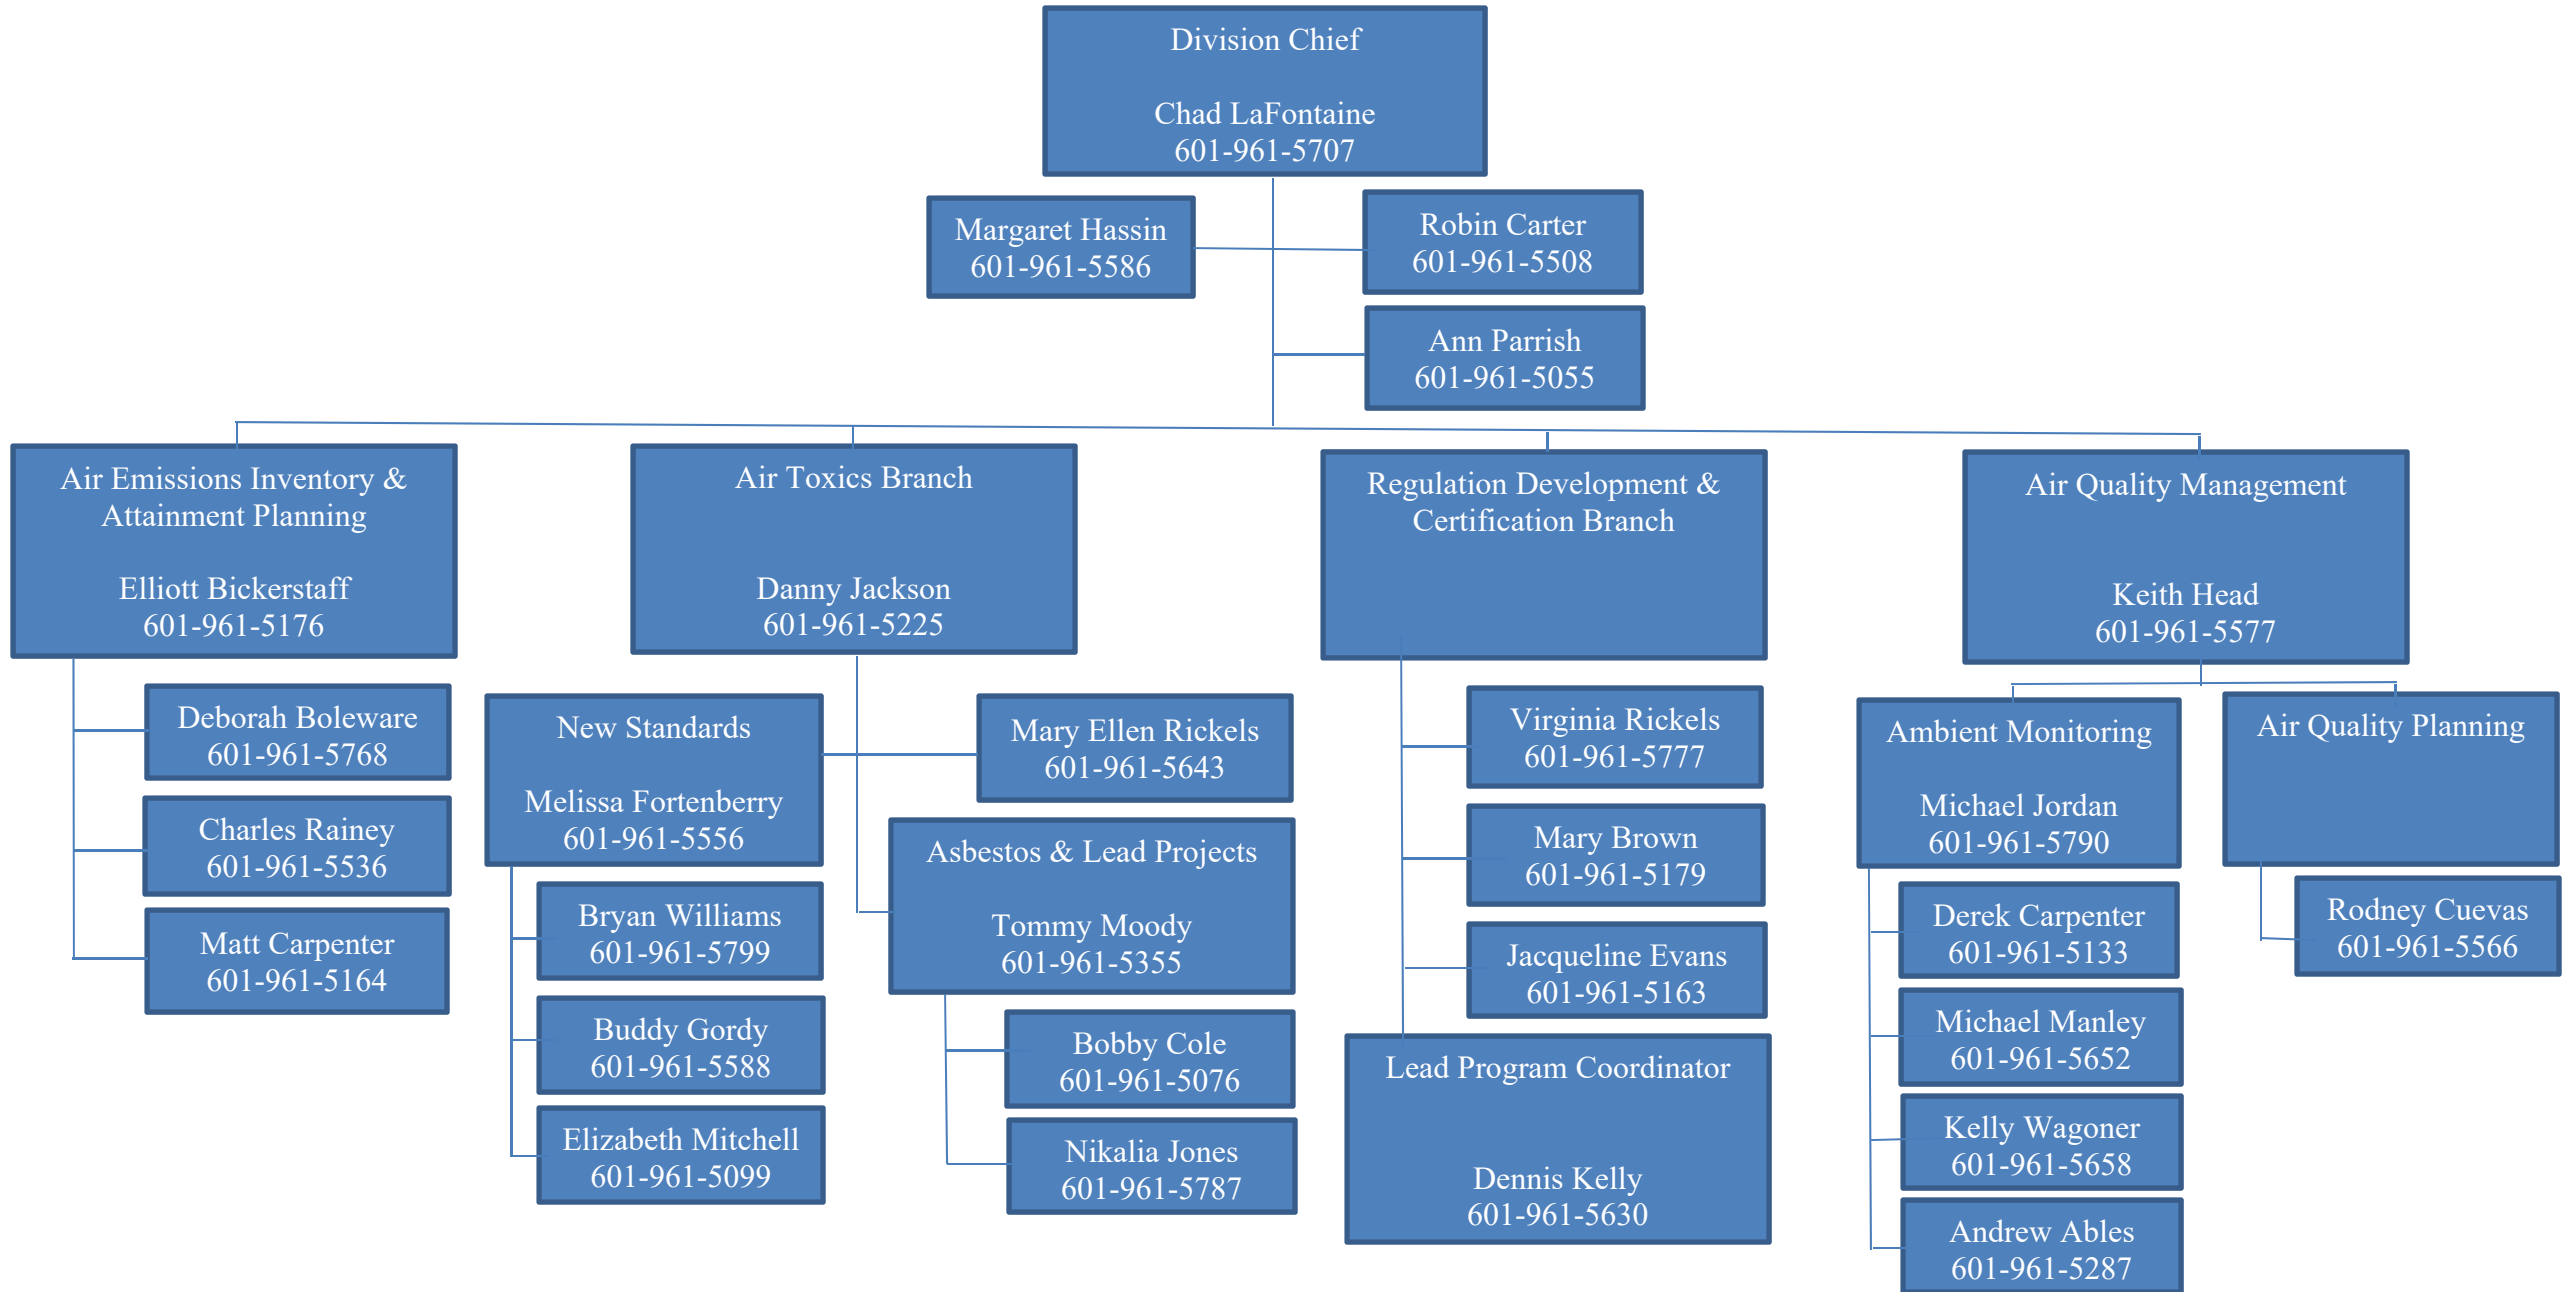 Division Chief
Chad LaFontaine
601-961-5707
Margaret Hassin
601-961-5586
Robin Carter
601-961-5508
Ann Parrish
601-961-5055
Air Emissions Inventory &
Attainment Planning
Elliott Bickerstaff
601-961-5176
Deborah Boleware
601-961-5768
Charles Rainey
601-961-5536
Matt Carpenter
601-961-5164
Air Toxics Branch
Danny Jackson
601-961-5225
New Standards
Melissa Fortenberry
601-961-5556
Bryan Williams
601-961-5799
Buddy Gordy
601-961-5588
Elizabeth Mitchell
601-961-5099
Mary Ellen Rickels
601-961-5643
Asbestos & Lead Projects
Tommy Moody
601-961-5355
Bobby Cole
601-961-5076
Nikalia Jones
601-961-5787
Regulation Development &
Certification Branch
Virginia Rickels
601-961-5777
Mary Brown
601-961-5179
Jacqueline Evans
601-961-5163
Lead Program Coordinator
Dennis Kelly
601-961-5630
Air Quality Management
Keith Head
601-961-5577
Ambient Monitoring
Michael Jordan
601-961-5790
Derek Carpenter
601-961-5133
Michael Manley
601-961-5652
Kelly Wagoner
601-961-5658
Andrew Ables
601-961-5287
Air Quality Planning
Rodney Cuevas
601-961-5566